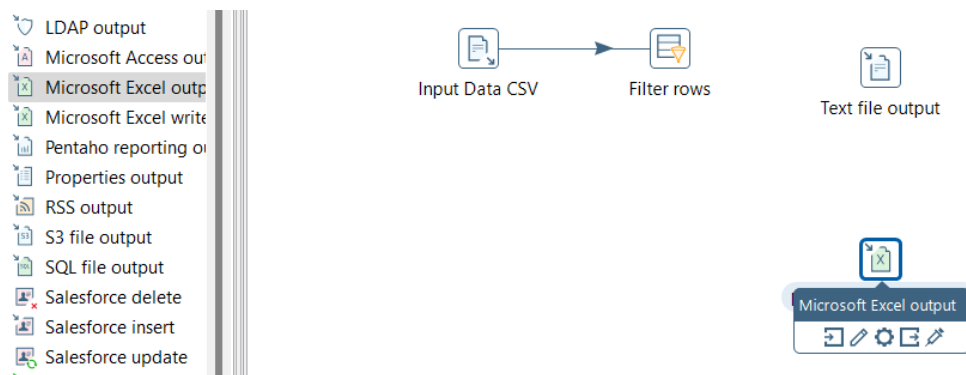 LDAP output
Microsoft Access out
Microsoft Excel outp
Microsoft Excel write
Pentaho reporting ou
Properties output
RSS output
S3 file output
SQL file output
Salesforce delete
Salesforce insert
Salesforce update
Input Data CSV
Filter rows
Text file output
Microsoft Excel output